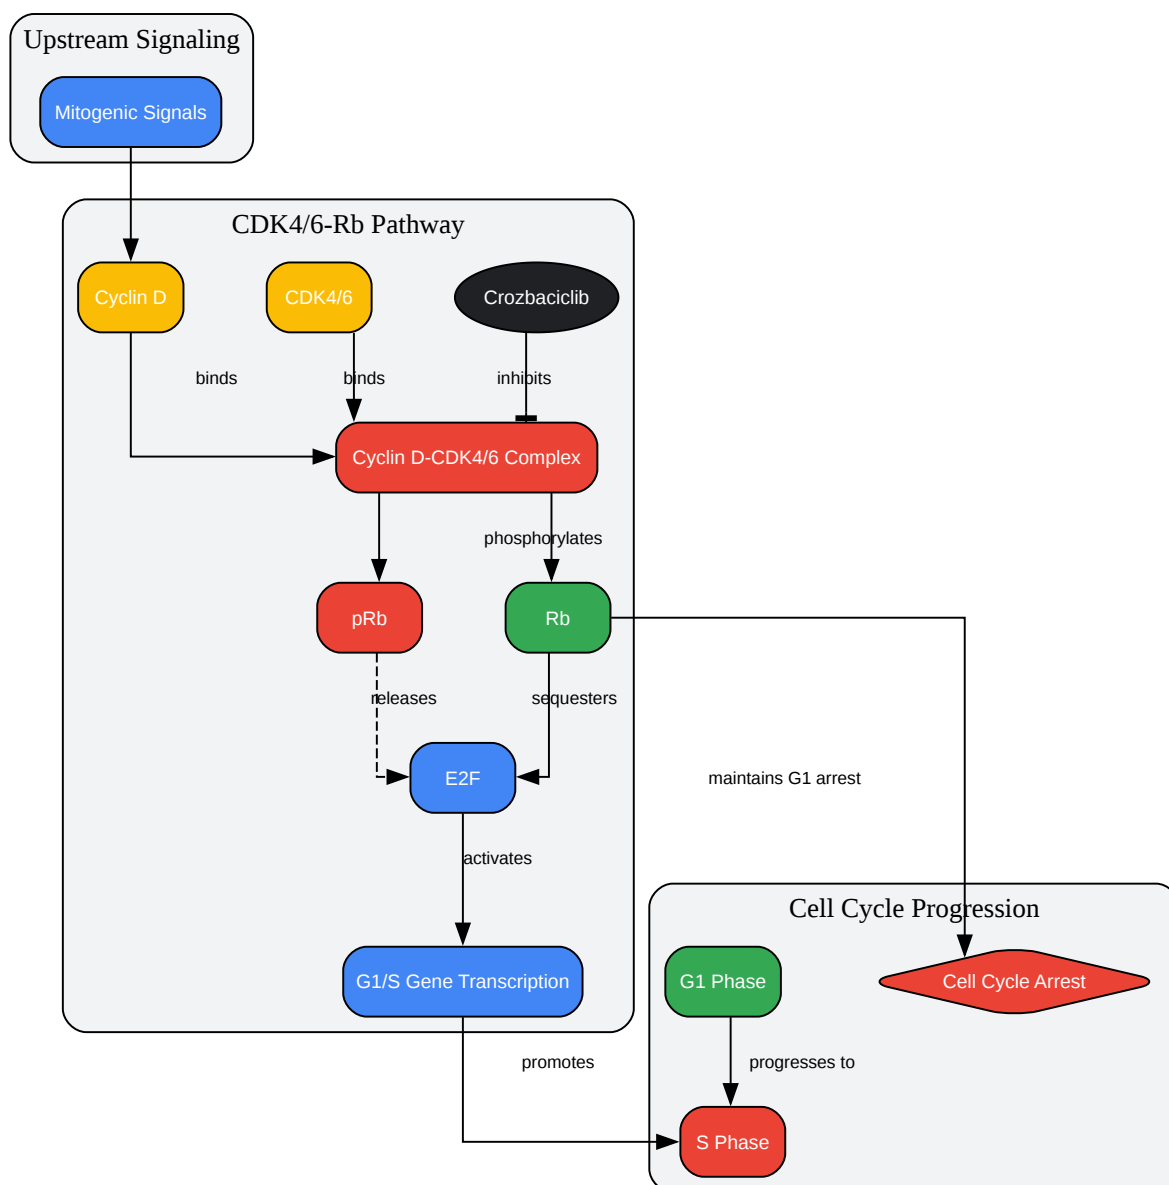 Upstream Signaling
Mitogenic Signals
CDK4/6-Rb Pathway
Cyclin D
CDK4/6
Crozbaciclib
binds
binds
inhibits
Cyclin D-CDK4/6 Complex
phosphorylates
pRb
Rb
releases
sequesters
E2F
maintains G1 arrest
activates
Cell Cycle Progression
G1/S Gene Transcription
G1 Phase
Cell Cycle Arrest
promotes
progresses to
S Phase